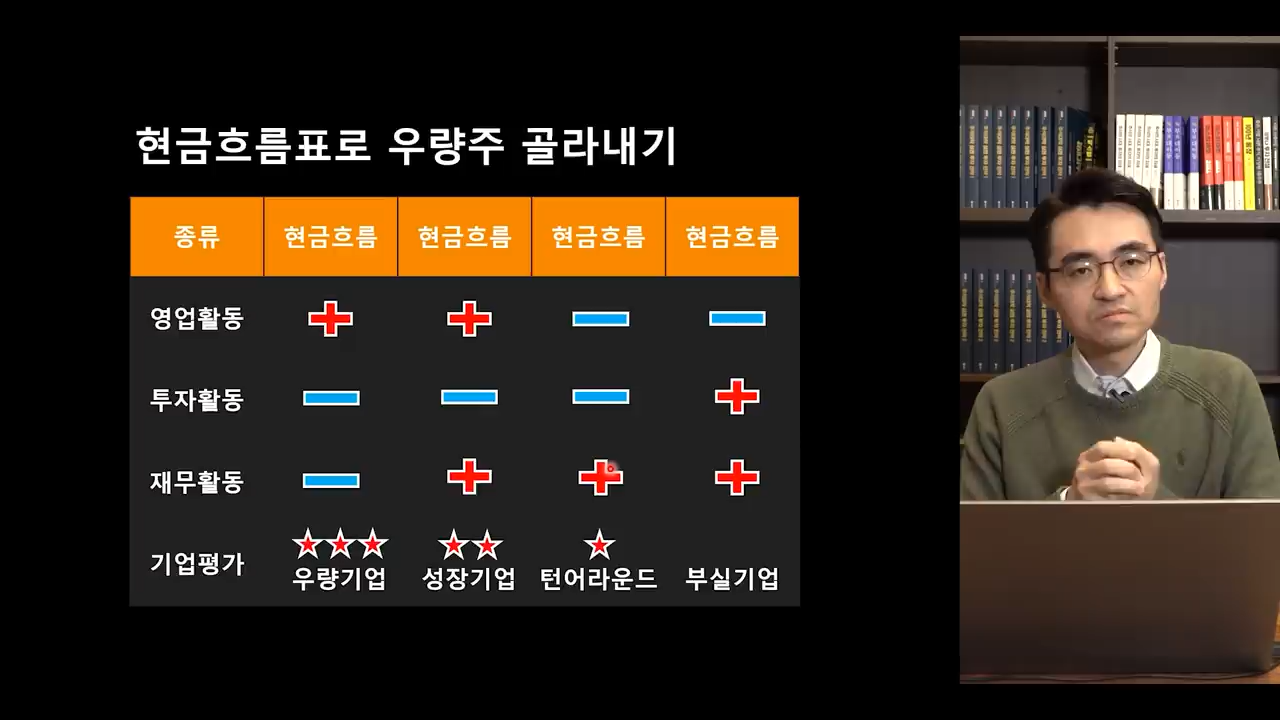 현금흐름표로 우량주 골라내기
종류 현금흐름 현금흐름 현금흐름 현금흐름
영업활동 + + - -
투자활동 - - - +
재무활동 - + + +
기업평가 ★★★ ★★ ★
우량기업 성장기업 턴어라운드 부실기업